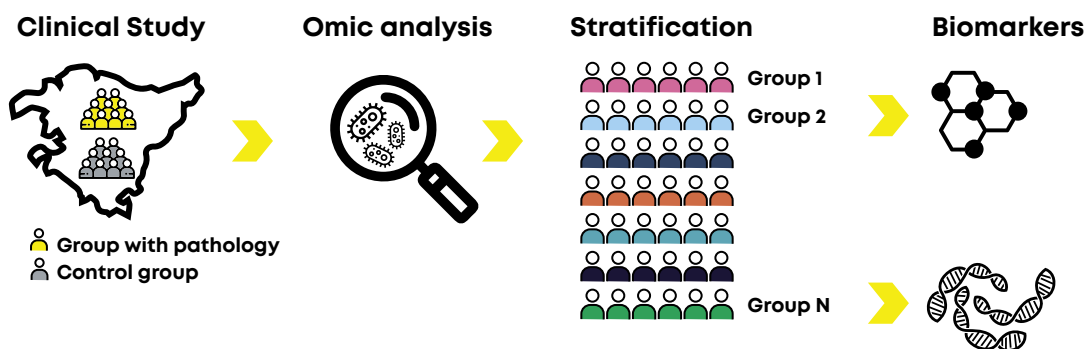 Clinical Study
Omic analysis
Stratification
Biomarkers
Group 1
Group 2
Group N
Group with pathology
Control group